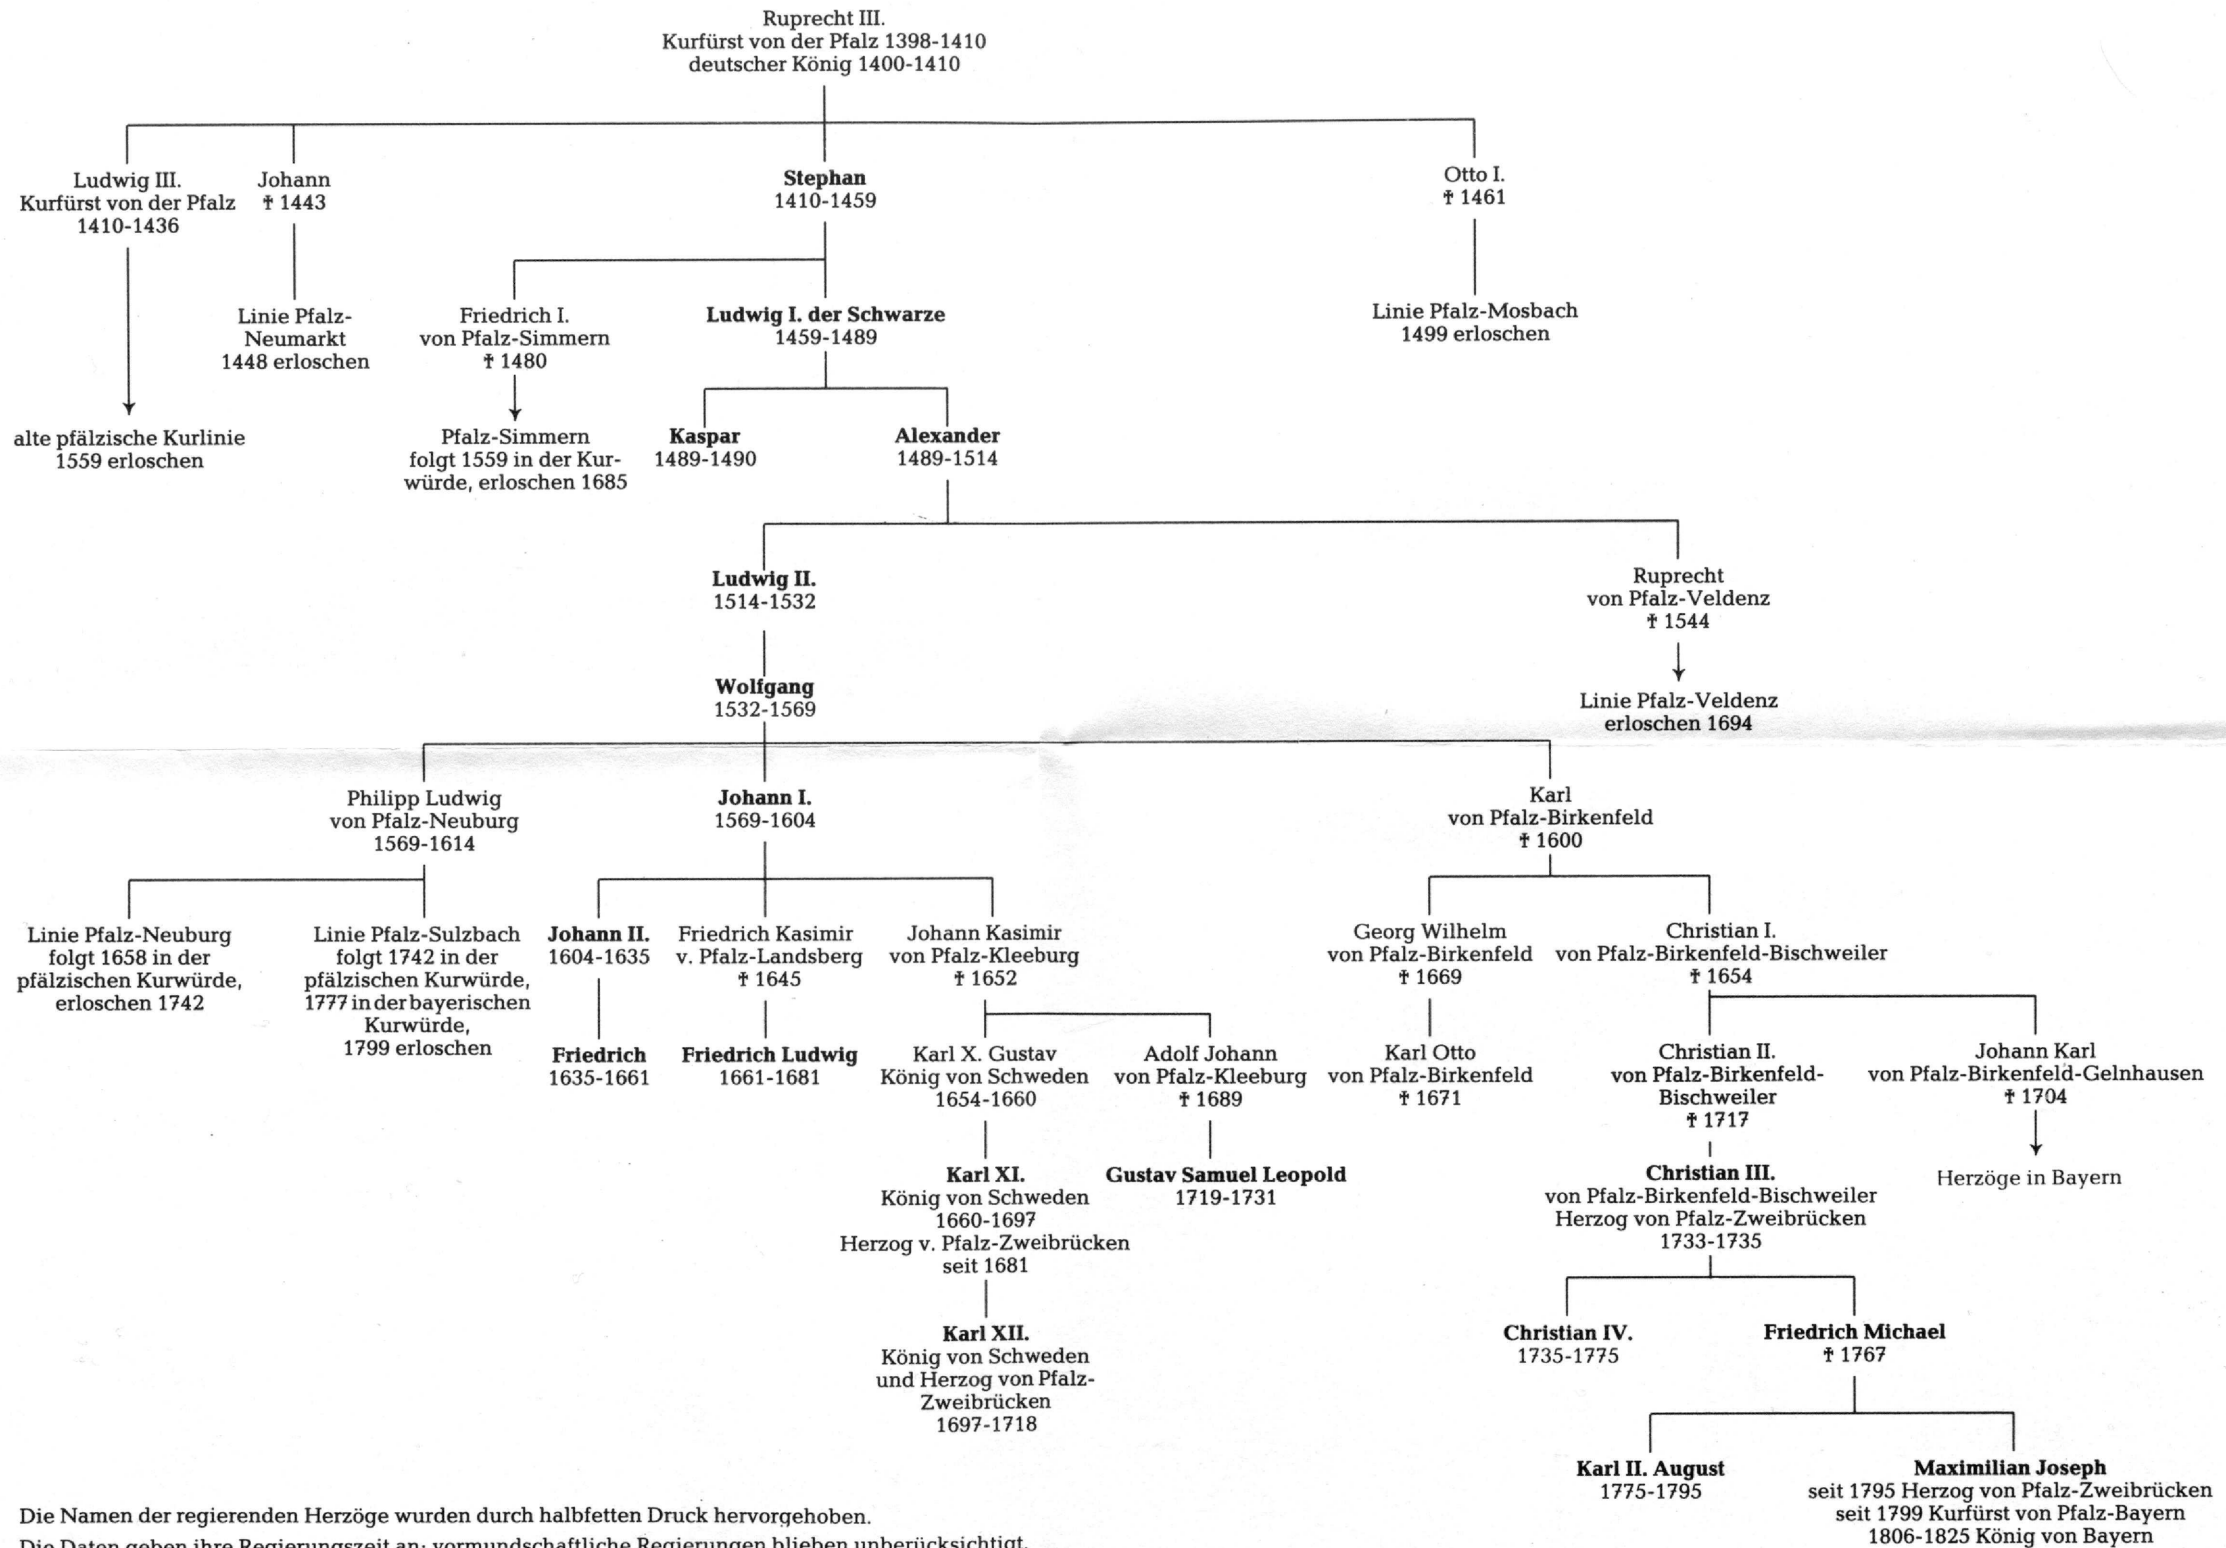 Ruprecht III.
Kurfürst von der Pfalz 1398-1410
deutscher König 1400-1410
Ludwig III.
Kurfürst von der Pfalz
1410-1436
Johann
✝ 1443
Stephan
1410-1459
Otto I.
✝ 1461
Linie Pfalz-
Neumarkt
1448 erloschen
Friedrich I.
von Pfalz-Simmern
✝ 1480
Ludwig I. der Schwarze
1459-1489
Linie Pfalz-Mosbach
1499 erloschen
alte pfälzische Kurlinie
1559 erloschen
Pfalz-Simmern
folgt 1559 in der Kur-
würde, erloschen 1685
Kaspar
1489-1490
Alexander
1489-1514
Ludwig II.
1514-1532
Ruprecht
von Pfalz-Veldenz
✝ 1544
Wolfgang
1532-1569
Linie Pfalz-Veldenz
erloschen 1694
Philipp Ludwig
von Pfalz-Neuburg
1569-1614
Johann I.
1569-1604
Karl
von Pfalz-Birkenfeld
✝ 1600
Linie Pfalz-Neuburg
folgt 1658 in der
pfälzischen Kurwürde,
erloschen 1742
Linie Pfalz-Sulzbach
folgt 1742 in der
pfälzischen Kurwürde,
1777 in der bayerischen
Kurwürde,
1799 erloschen
Johann II.
1604-1635
Friedrich Kasimir
v. Pfalz-Landsberg
✝ 1645
Johann Kasimir
von Pfalz-Kleeburg
✝ 1652
Georg Wilhelm
von Pfalz-Birkenfeld
✝ 1669
Christian I.
von Pfalz-Birkenfeld-Bischweiler
✝ 1654
Friedrich
1635-1661
Friedrich Ludwig
1661-1681
Karl X. Gustav
König von Schweden
1654-1660
Adolf Johann
von Pfalz-Kleeburg
✝ 1689
Karl Otto
von Pfalz-Birkenfeld
✝ 1671
Christian II.
von Pfalz-Birkenfeld-
Bischweiler
✝ 1717
Johann Karl
von Pfalz-Birkenfeld-Gelnhausen
✝ 1704
Karl XI.
König von Schweden
1660-1697
Herzog v. Pfalz-Zweibrücken
seit 1681
Gustav Samuel Leopold
1719-1731
Christian III.
von Pfalz-Birkenfeld-Bischweiler
Herzog von Pfalz-Zweibrücken
1733-1735
Herzöge in Bayern
Karl XII.
König von Schweden
und Herzog von Pfalz-
Zweibrücken
1697-1718
Christian IV.
1735-1775
Friedrich Michael
✝ 1767
Karl II. August
1775-1795
Maximilian Joseph
seit 1795 Herzog von Pfalz-Zweibrücken
seit 1799 Kurfürst von Pfalz-Bayern
1806-1825 König von Bayern
Die Namen der regierenden Herzöge wurden durch halbfetten Druck hervorgehoben.
Die Daten geben ihre Regierungszeit an; vormundschaftliche Regierungen blieben unberücksichtigt.